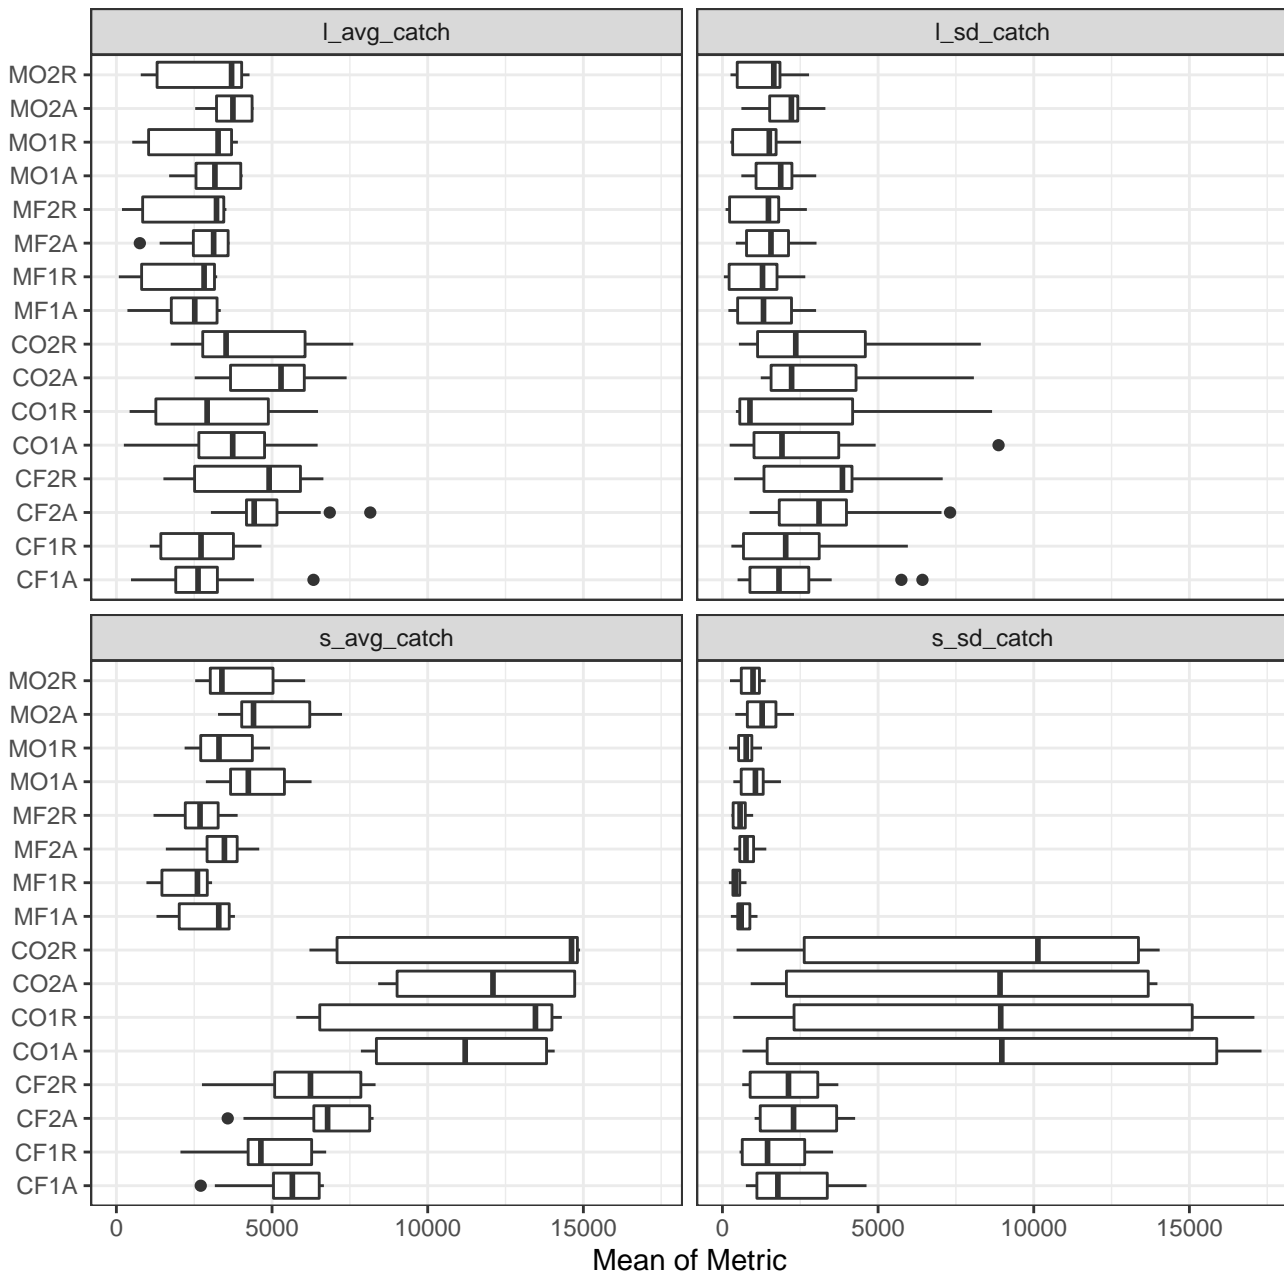 l_avg_catch
l_sd_catch
MO2R
MO2A
MO1R
MO1A
MF2R
MF2A
MF1R
MF1A
CO2R
CO2A
CO1R
CO1A
CF2R
CF2A
CF1R
CF1A
s_avg_catch
s_sd_catch
MO2R
MO2A
MO1R
MO1A
MF2R
MF2A
MF1R
MF1A
CO2R
CO2A
CO1R
CO1A
CF2R
CF2A
CF1R
CF1A
0 5000 10000 15000 0 5000 10000 15000
Mean of Metric